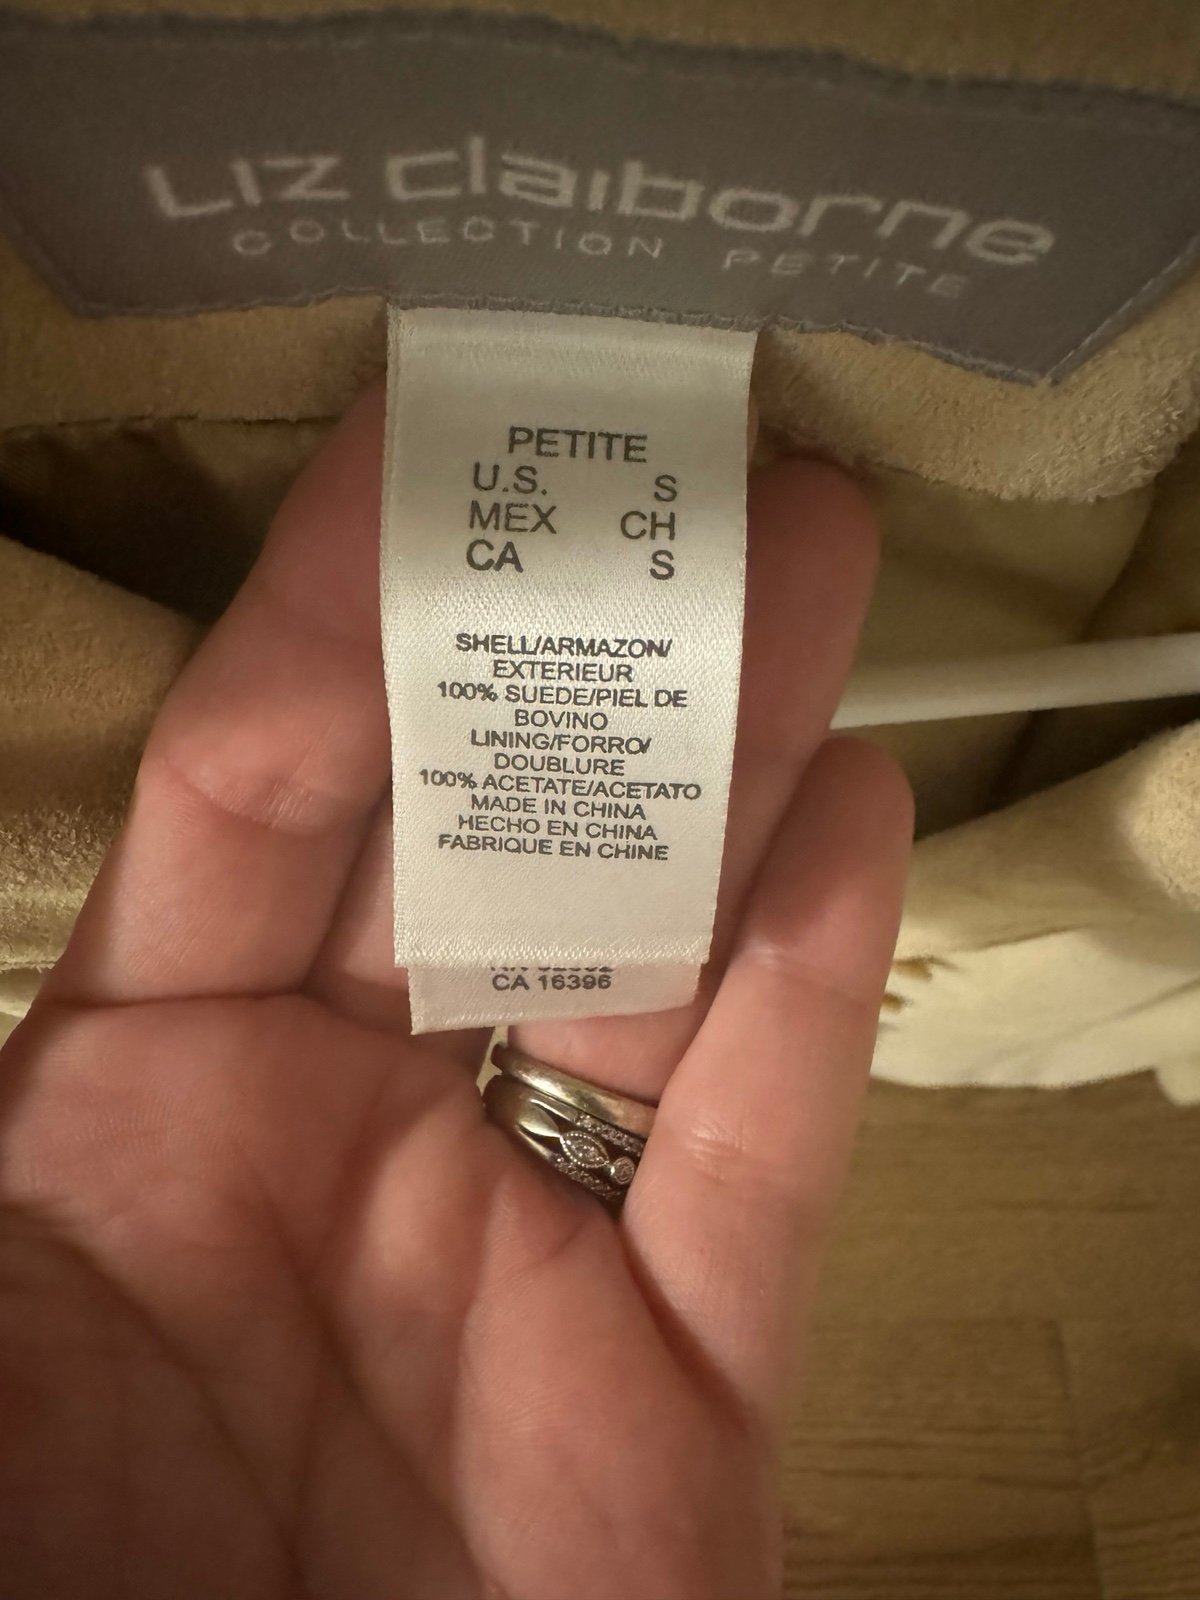 Liz claiborne
COLLECTION PETITE
PETITE
U.S. S
MEX CH
CA S
SHELL/ARMAZON/
EXTERIEUR
100% SUEDE/PIEL DE
BOVINO
LINING/FORRO/
DOUBLURE
100% ACETATE/ACETATO
MADE IN CHINA
HECHO EN CHINA
FABRIQUE EN CHINE
CA 16396